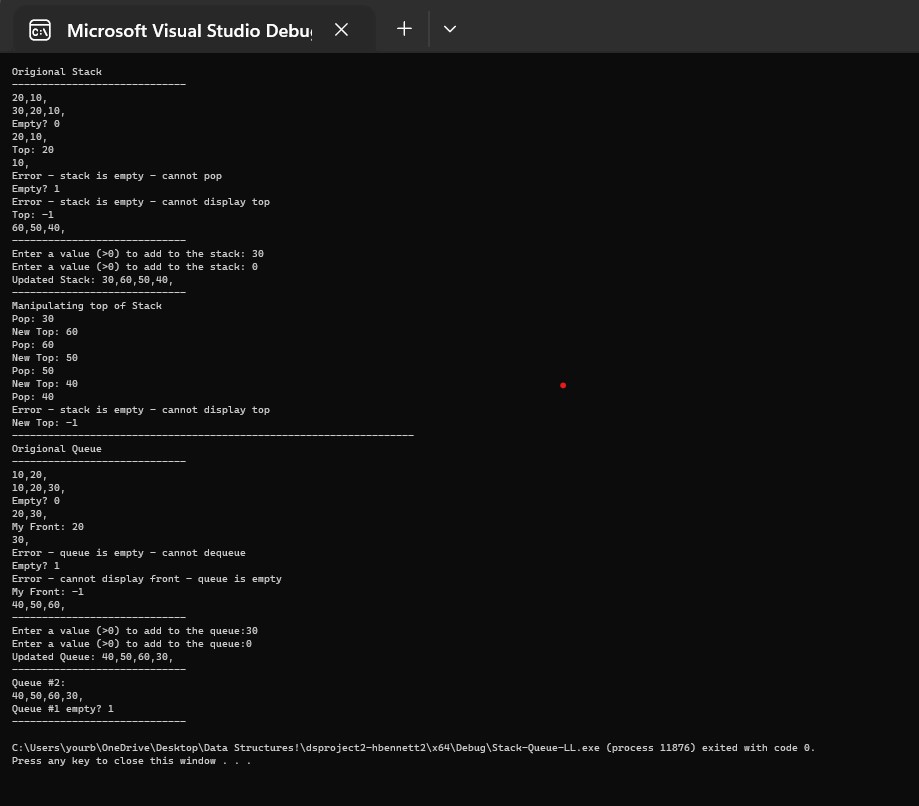 Microsoft Visual Studio Debu
Origional Stack
-----------------------------
20,10,
30,20,10,
Empty? 0
20,10,
Top: 20
10,
Error - stack is empty - cannot pop
Empty? 1
Error - stack is empty - cannot display top
Top: -1
60,50,40,
-----------------------------
Enter a value (>0) to add to the stack: 30
Enter a value (>0) to add to the stack: 0
Updated Stack: 30,60,50,40,
-----------------------------
Manipulating top of Stack
Pop: 30
New Top: 60
Pop: 60
New Top: 50
Pop: 50
New Top: 40
Pop: 40
Error - stack is empty - cannot display top
New Top: -1
-------------------------------------------------------------------
Origional Queue
-----------------------------
10,20,
10,20,30,
Empty? 0
20,30,
My Front: 20
30,
Error - queue is empty - cannot dequeue
Empty? 1
Error - cannot display front - queue is empty
My Front: -1
40,50,60,
-----------------------------
Enter a value (>0) to add to the queue:30
Enter a value (>0) to add to the queue:0
Updated Queue: 40,50,60,30,
-----------------------------
Queue #2:
40,50,60,30,
Queue #1 empty? 1
-----------------------------
C:\Users\yourb\OneDrive\Desktop\Data Structures!\dsproject2-hbennett2\x64\Debug\Stack-Queue-LL.exe (process 11876) exited with code 0.
Press any key to close this window . . .